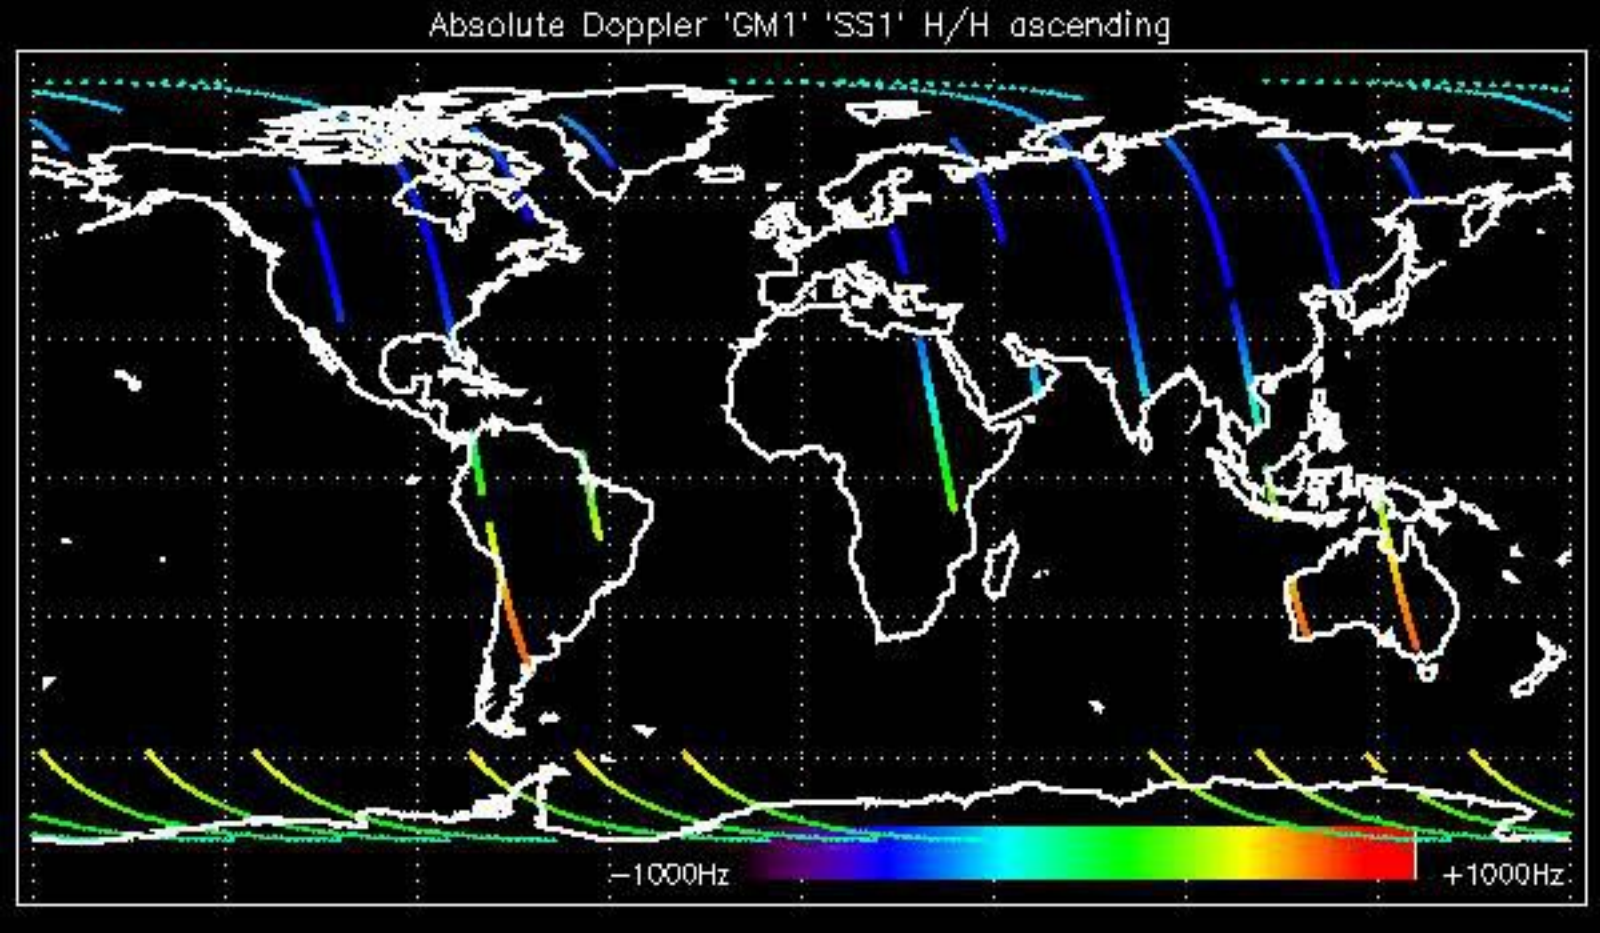 Absolute Doppler 'GM1' 'SS1' H/H ascending
−1000Hz +1000Hz